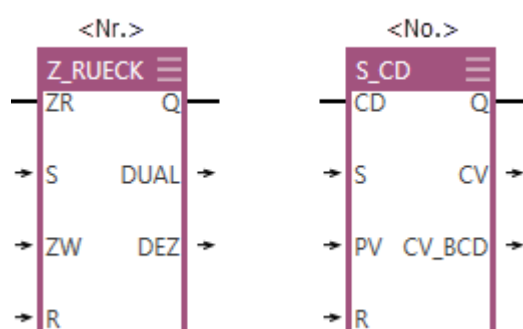 <Nr.>
Z_RUECK
ZR Q
S DUAL
ZW DEZ
R
<No.>
S_CD
CD Q
S CV
PV CV_BCD
R